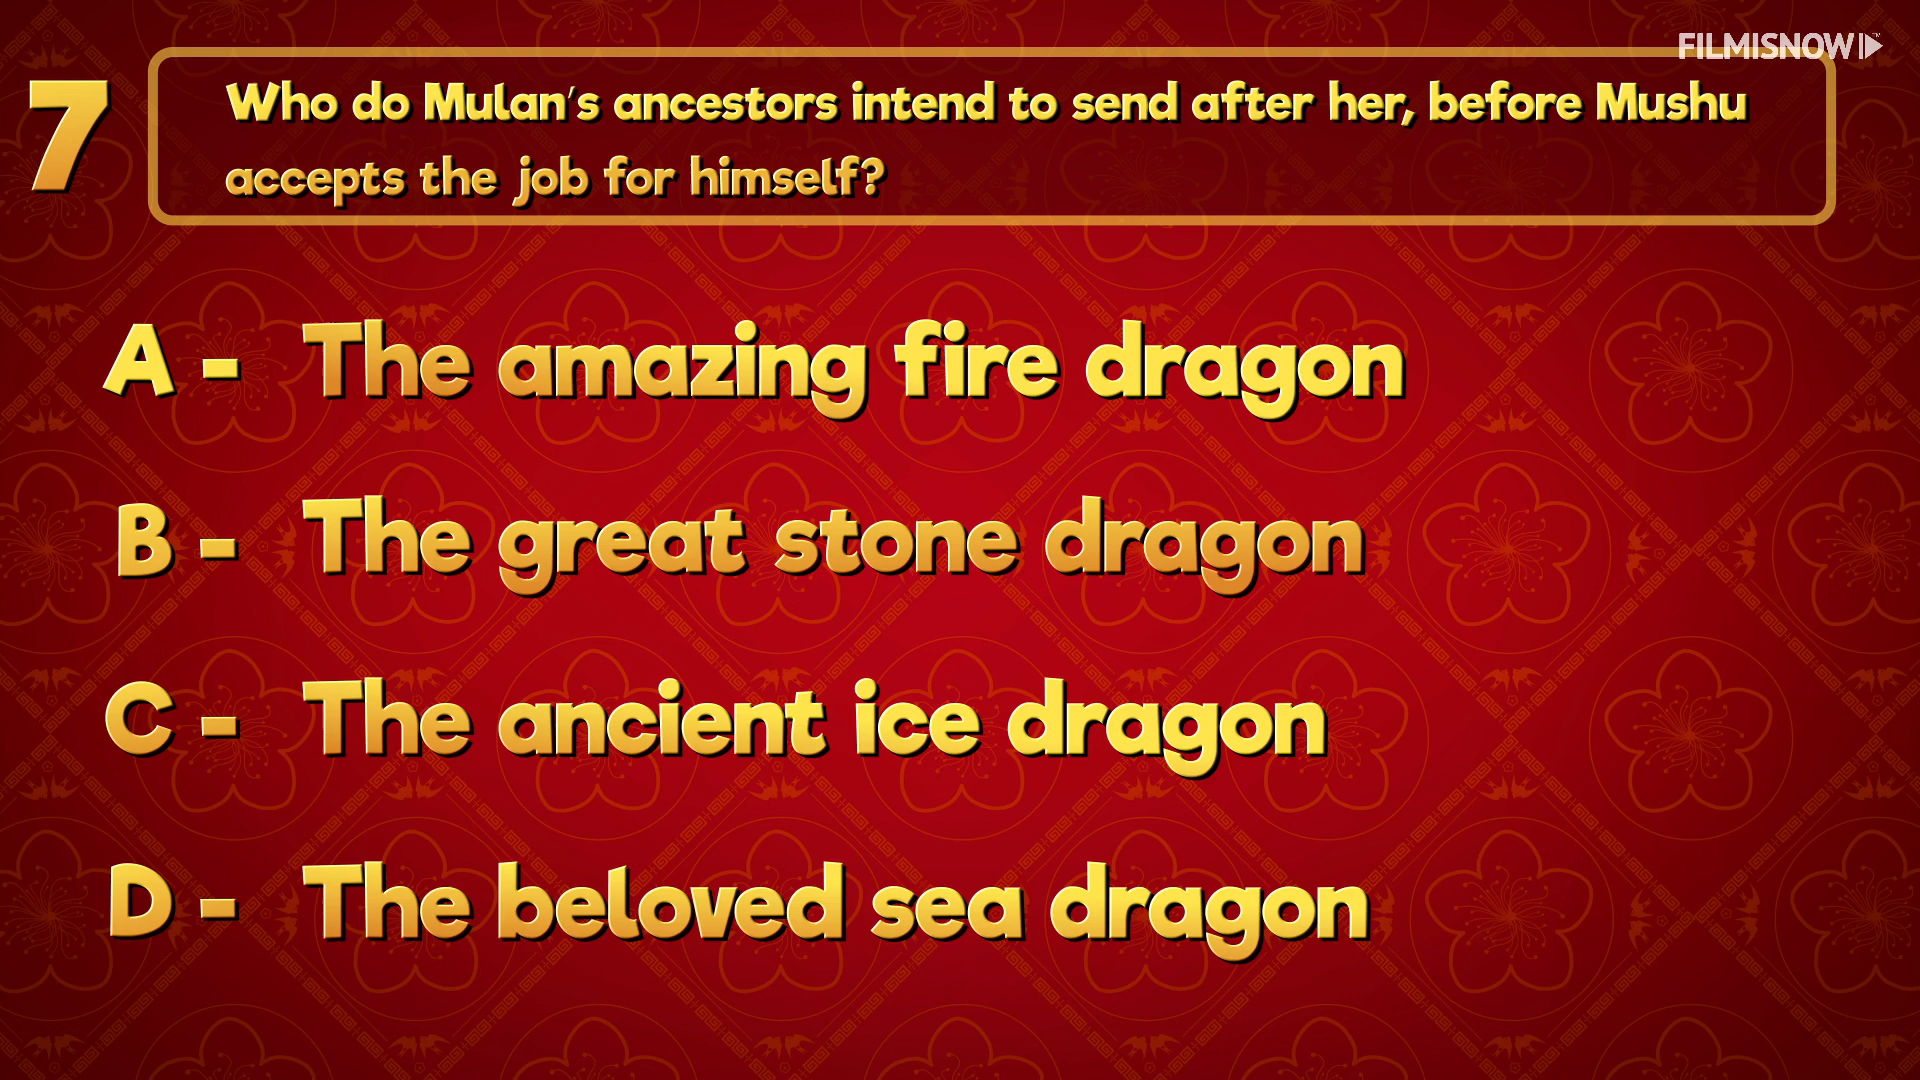 FILMISNOW
7
Who do Mulan's ancestors intend to send after her, before Mushu
accepts the job for himself?
A - The amazing fire dragon
B - The great stone dragon
C - The ancient ice dragon
D - The beloved sea dragon